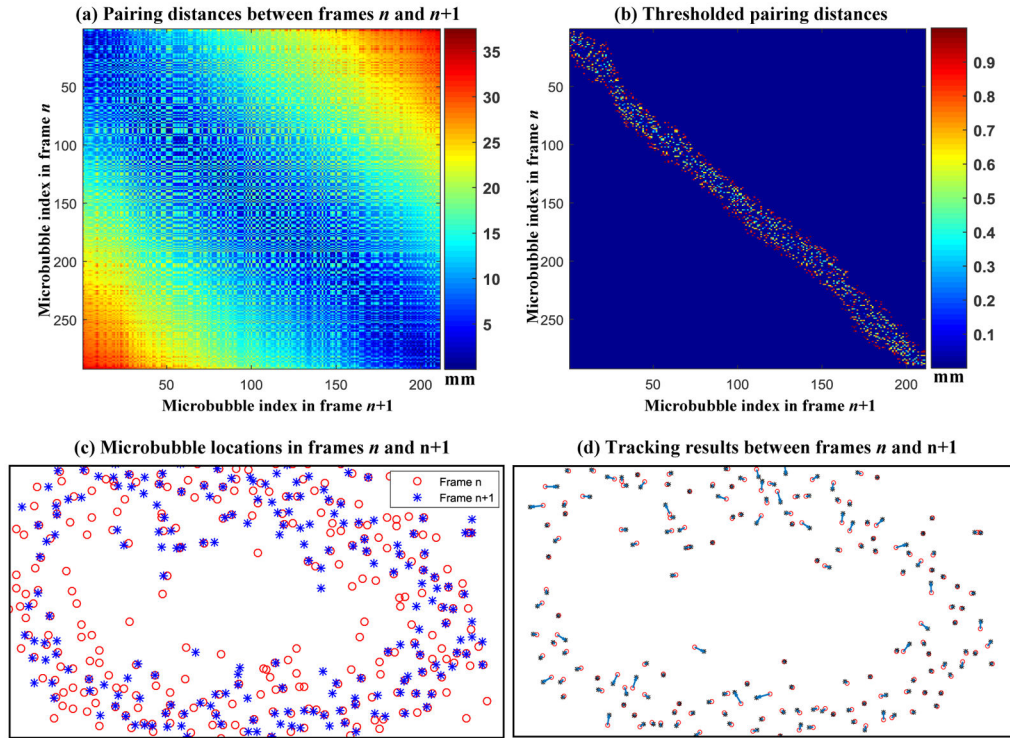 (a) Pairing distances between frames n and n+1
(b) Thresholded pairing distances
Microbubble index in frame n
50
100
150
200
250
50
100
150
200
Microbubble index in frame n+1
35
30
25
20
15
10
5
mm
Microbubble index in frame n
50
100
150
200
250
50
100
150
200
Microbubble index in frame n+1
0.9
0.8
0.7
0.6
0.5
0.4
0.3
0.2
0.1
mm
(c) Microbubble locations in frames n and n+1
Frame n
Frame n+1
(d) Tracking results between frames n and n+1